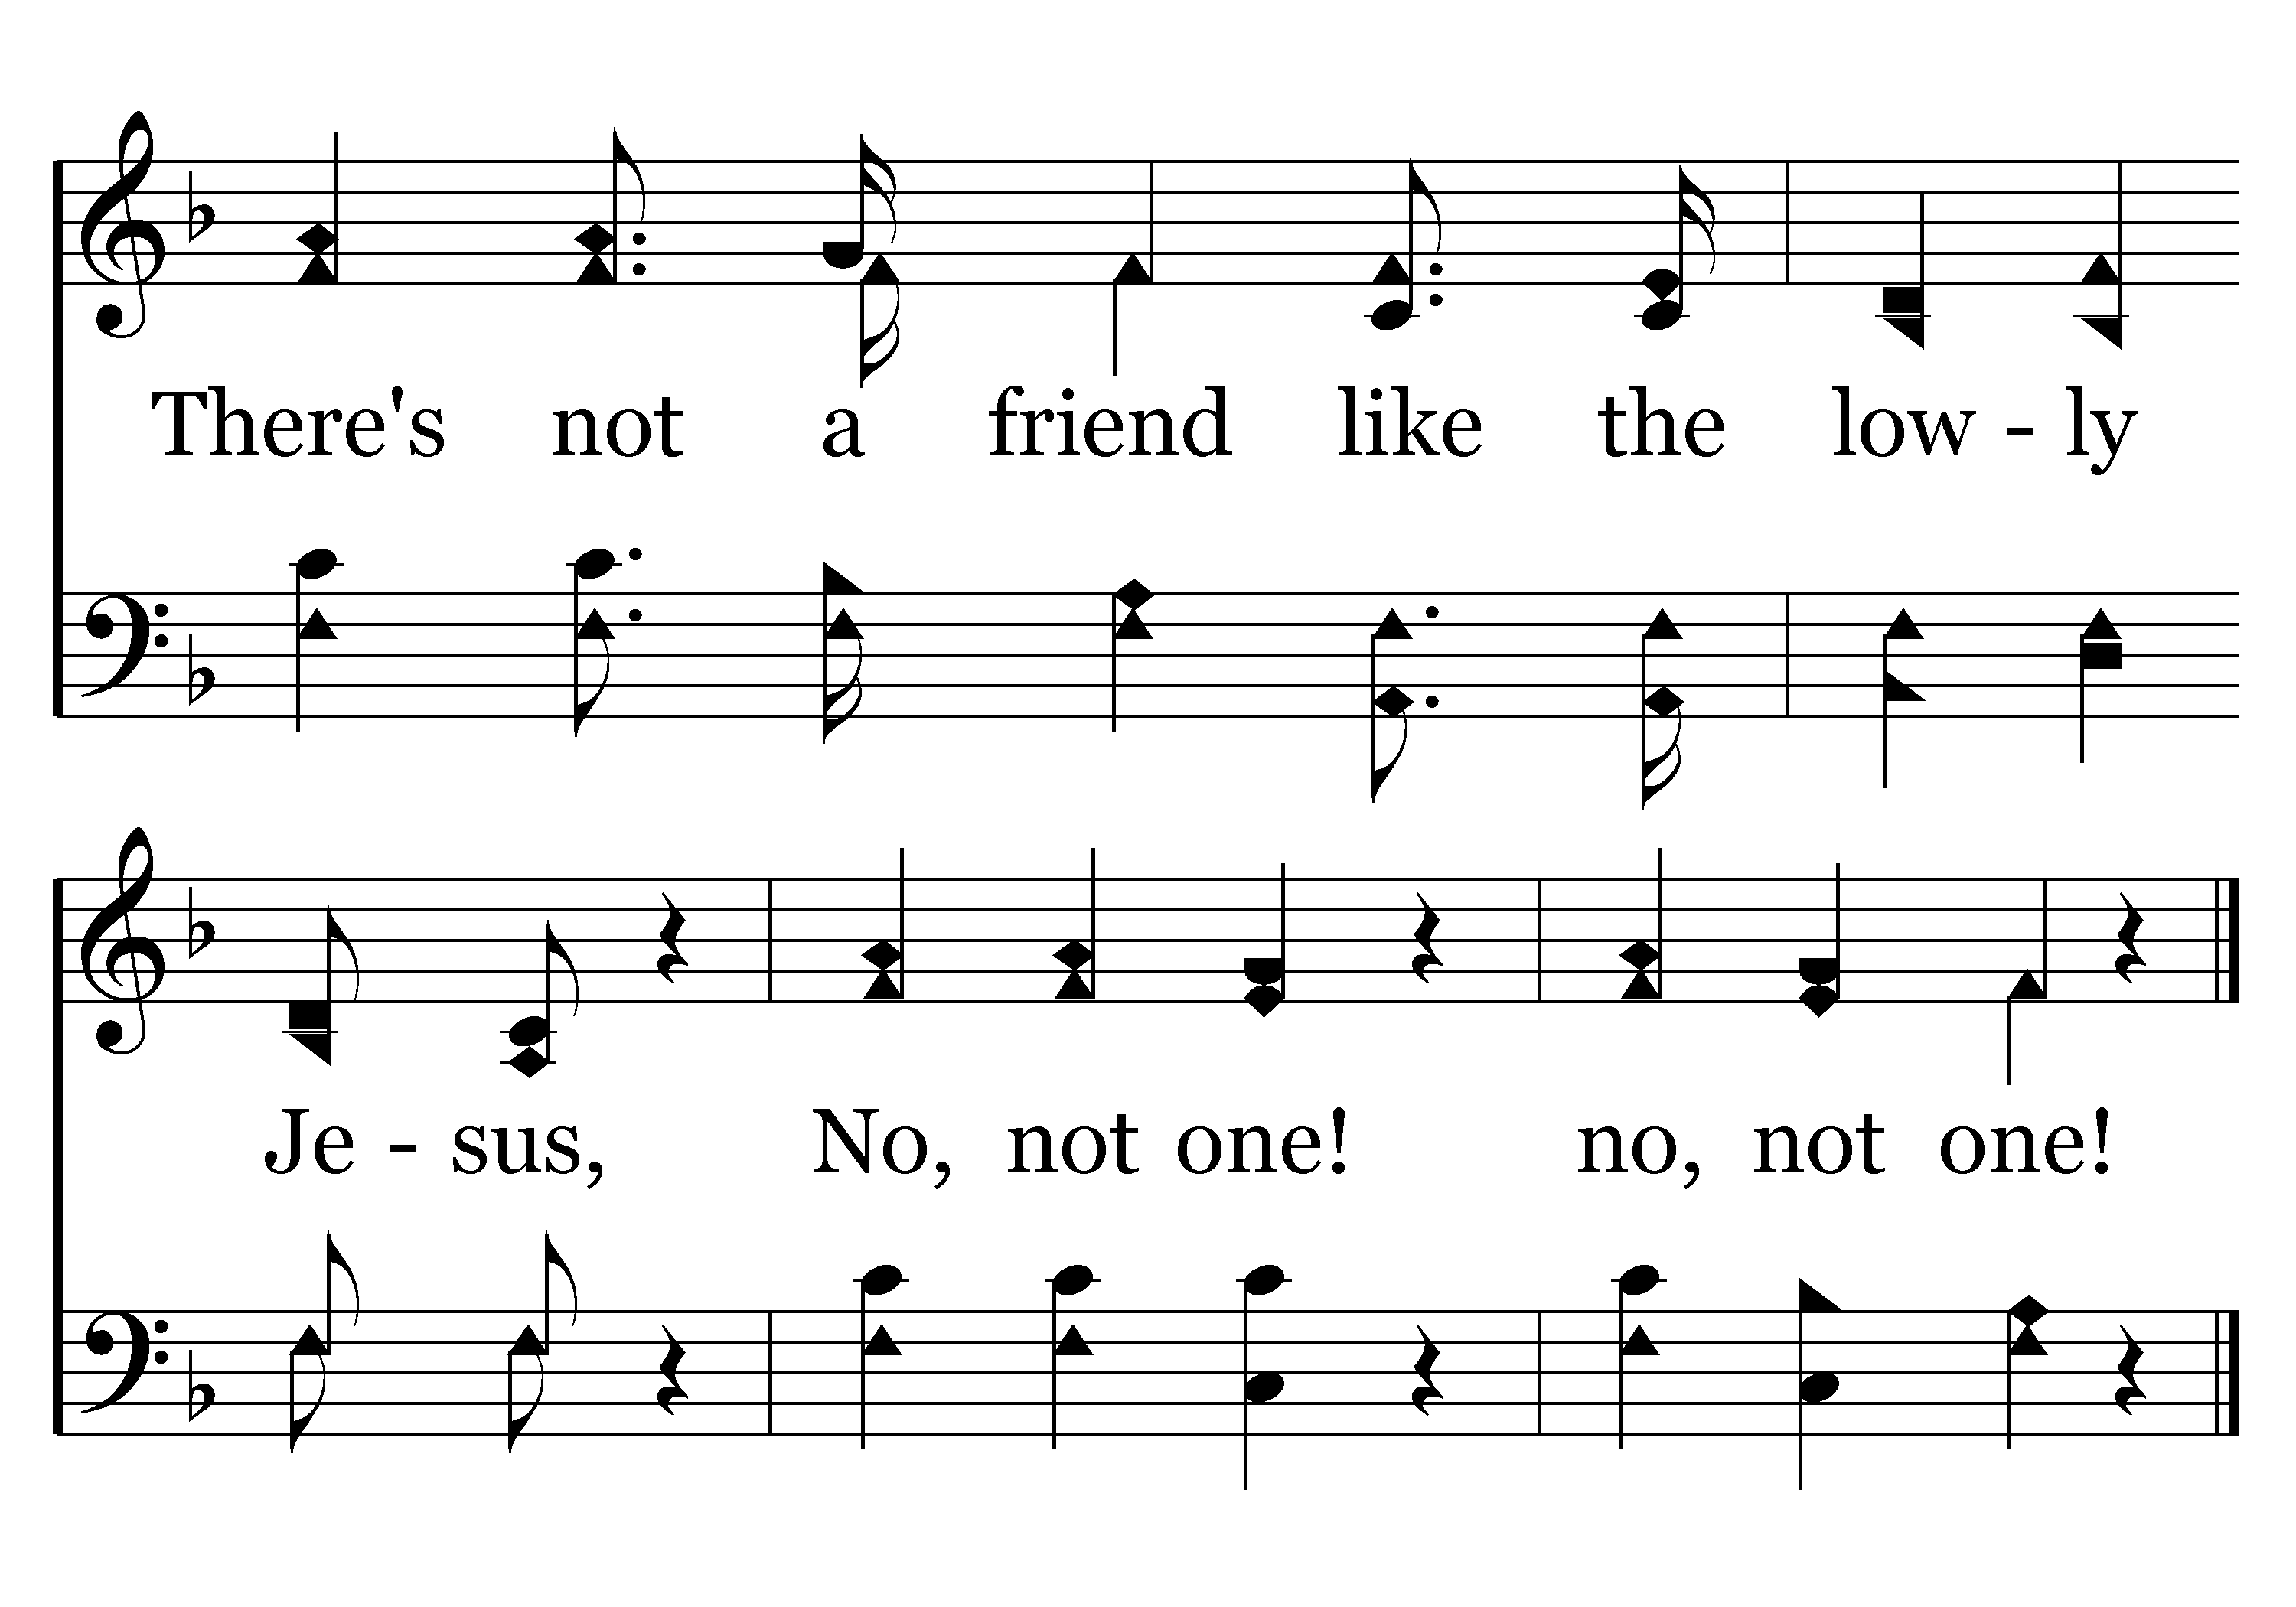 There's not a friend like the low - ly
Je - sus, No, not one! no, not one!